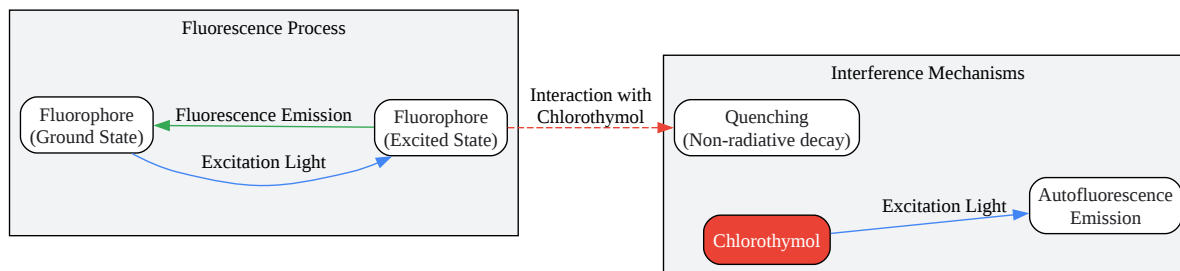 Fluorescence Process
Fluorophore
(Ground State)
Fluorescence Emission
Excitation Light
Fluorophore
(Excited State)
Interaction with
Chlorothymol
Interference Mechanisms
Quenching
(Non-radiative decay)
Chlorothymol
Excitation Light
Autofluorescence
Emission